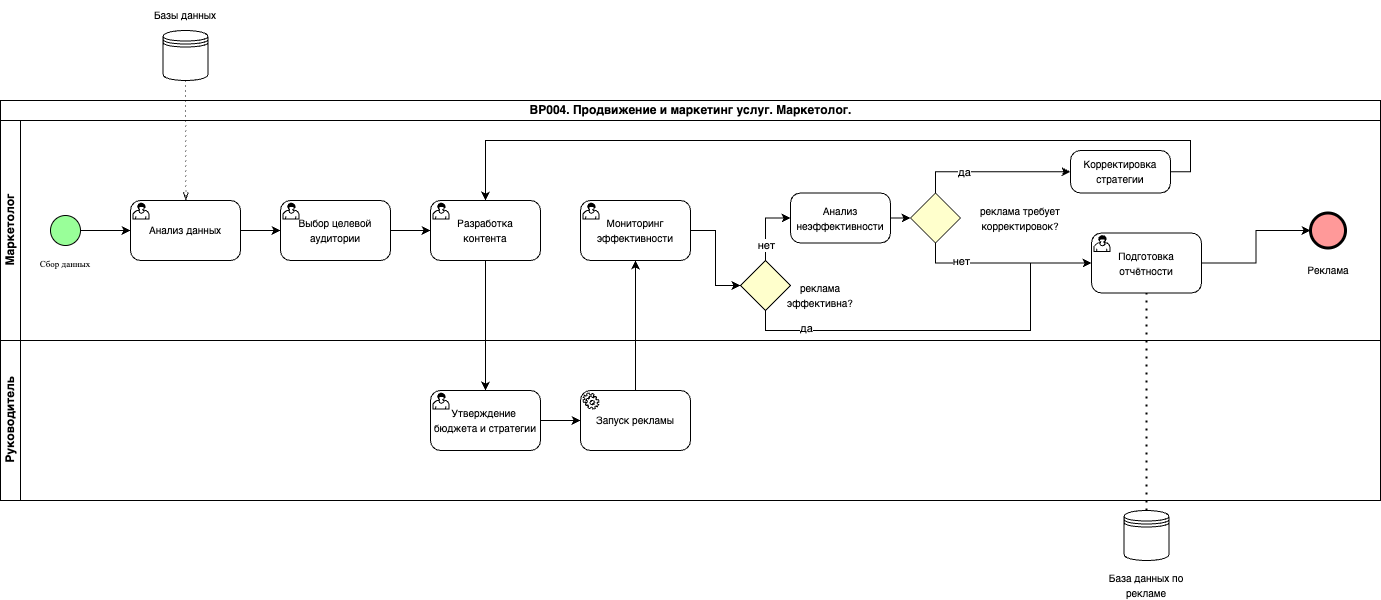 Базы данных
BP004. Продвижение и маркетинг услуг. Маркетолог.
Маркетолог
Сбор данных
Анализ данных
Выбор целевой
аудитории
Разработка
контента
Мониторинг
эффективности
нет
реклама
эффективна?
да
Анализ
неэффективности
да
реклама требует
корректировок?
нет
Корректировка
стратегии
Подготовка
отчётности
Реклама
Руководитель
Утверждение
бюджета и стратегии
Запуск рекламы
База данных по
рекламе